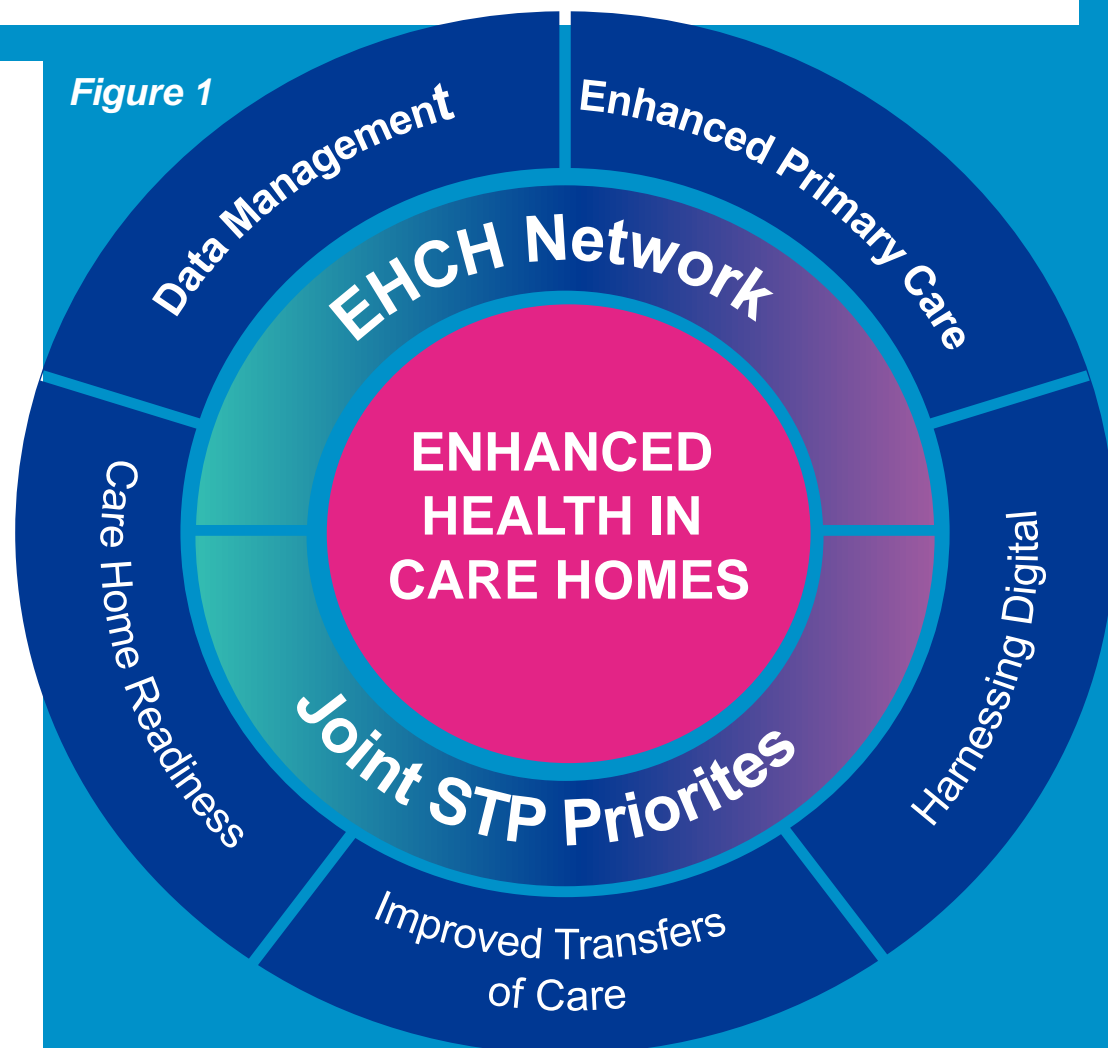 Figure 1
Data Management
Enhanced Primary Care
EHCH Network
ENHANCED
HEALTH IN
CARE HOMES
Care Home Readiness
Harnessing Digital
Joint STP Priorites
Improved Transfers
of Care